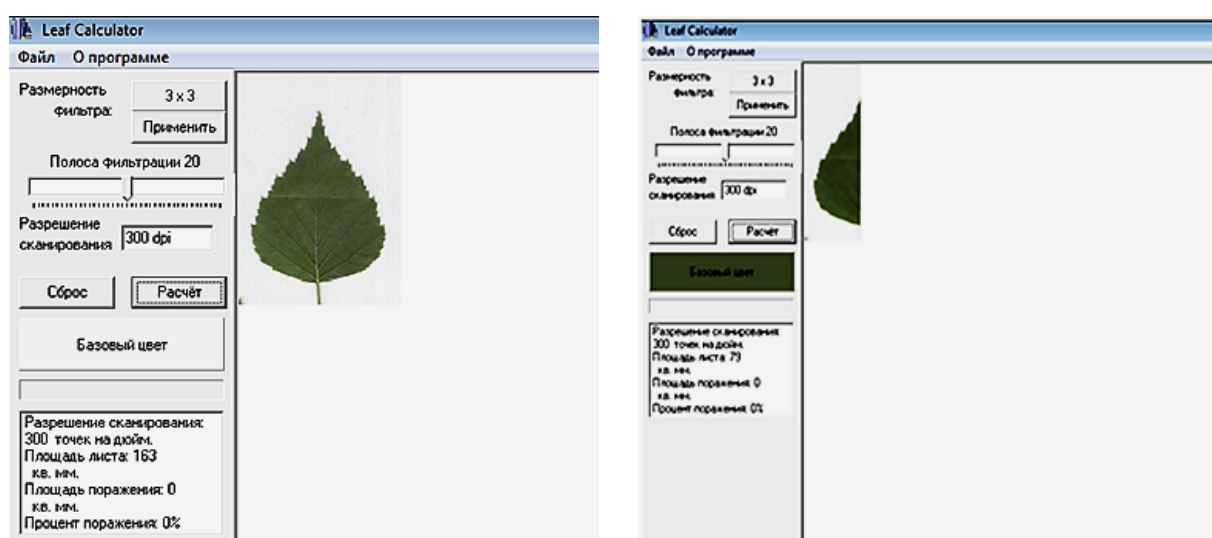 Leaf Calculator
Файл О программе
Размерность
фильтра:
3 x 3
Применить
Полоса фильтрации 20
Разрешение
сканирования
300 dpi
Сброс
Расчёт
Базовый цвет
Разрешение сканирования:
300 точек на дюйм.
Площадь листа: 163
кв. мм.
Площадь поражения: 0
кв. мм.
Процент поражения: 0%
Leaf Calculator
Файл О программе
Размерность
фильтра:
3 x 3
Применить
Полоса фильтрации 20
Разрешение
сканирования
300 dpi
Сброс
Расчёт
Базовый цвет
Разрешение сканирования:
300 точек на дюйм.
Площадь листа: 79
кв. мм.
Площадь поражения: 0
кв. мм.
Процент поражения: 0%